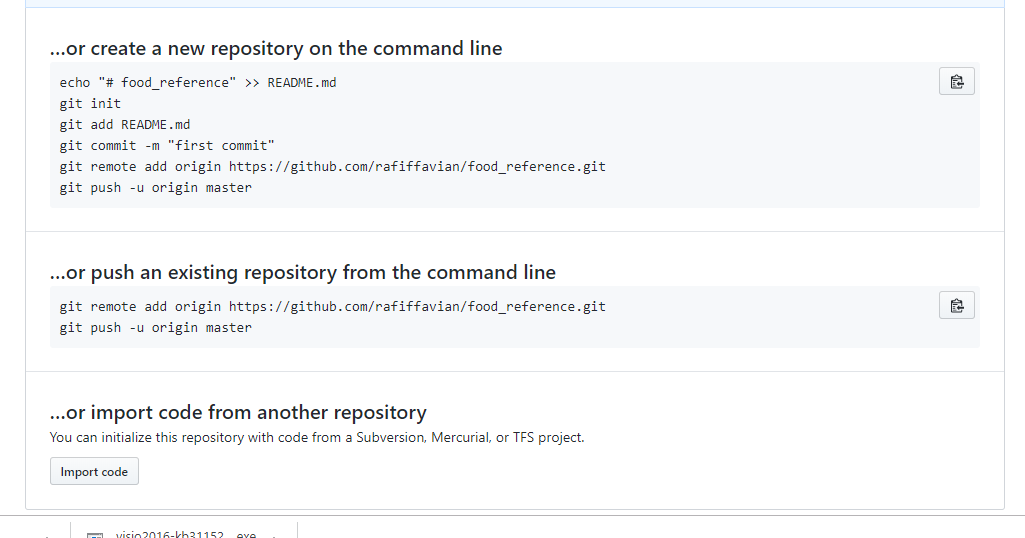 ...or create a new repository on the command line
echo "# food_reference" >> README.md
git init
git add README.md
git commit -m "first commit"
git remote add origin https://github.com/rafiffavian/food_reference.git
git push -u origin master
...or push an existing repository from the command line
git remote add origin https://github.com/rafiffavian/food_reference.git
git push -u origin master
...or import code from another repository
You can initialize this repository with code from a Subversion, Mercurial, or TFS project.
Import code
visio2016-kb31152....exe